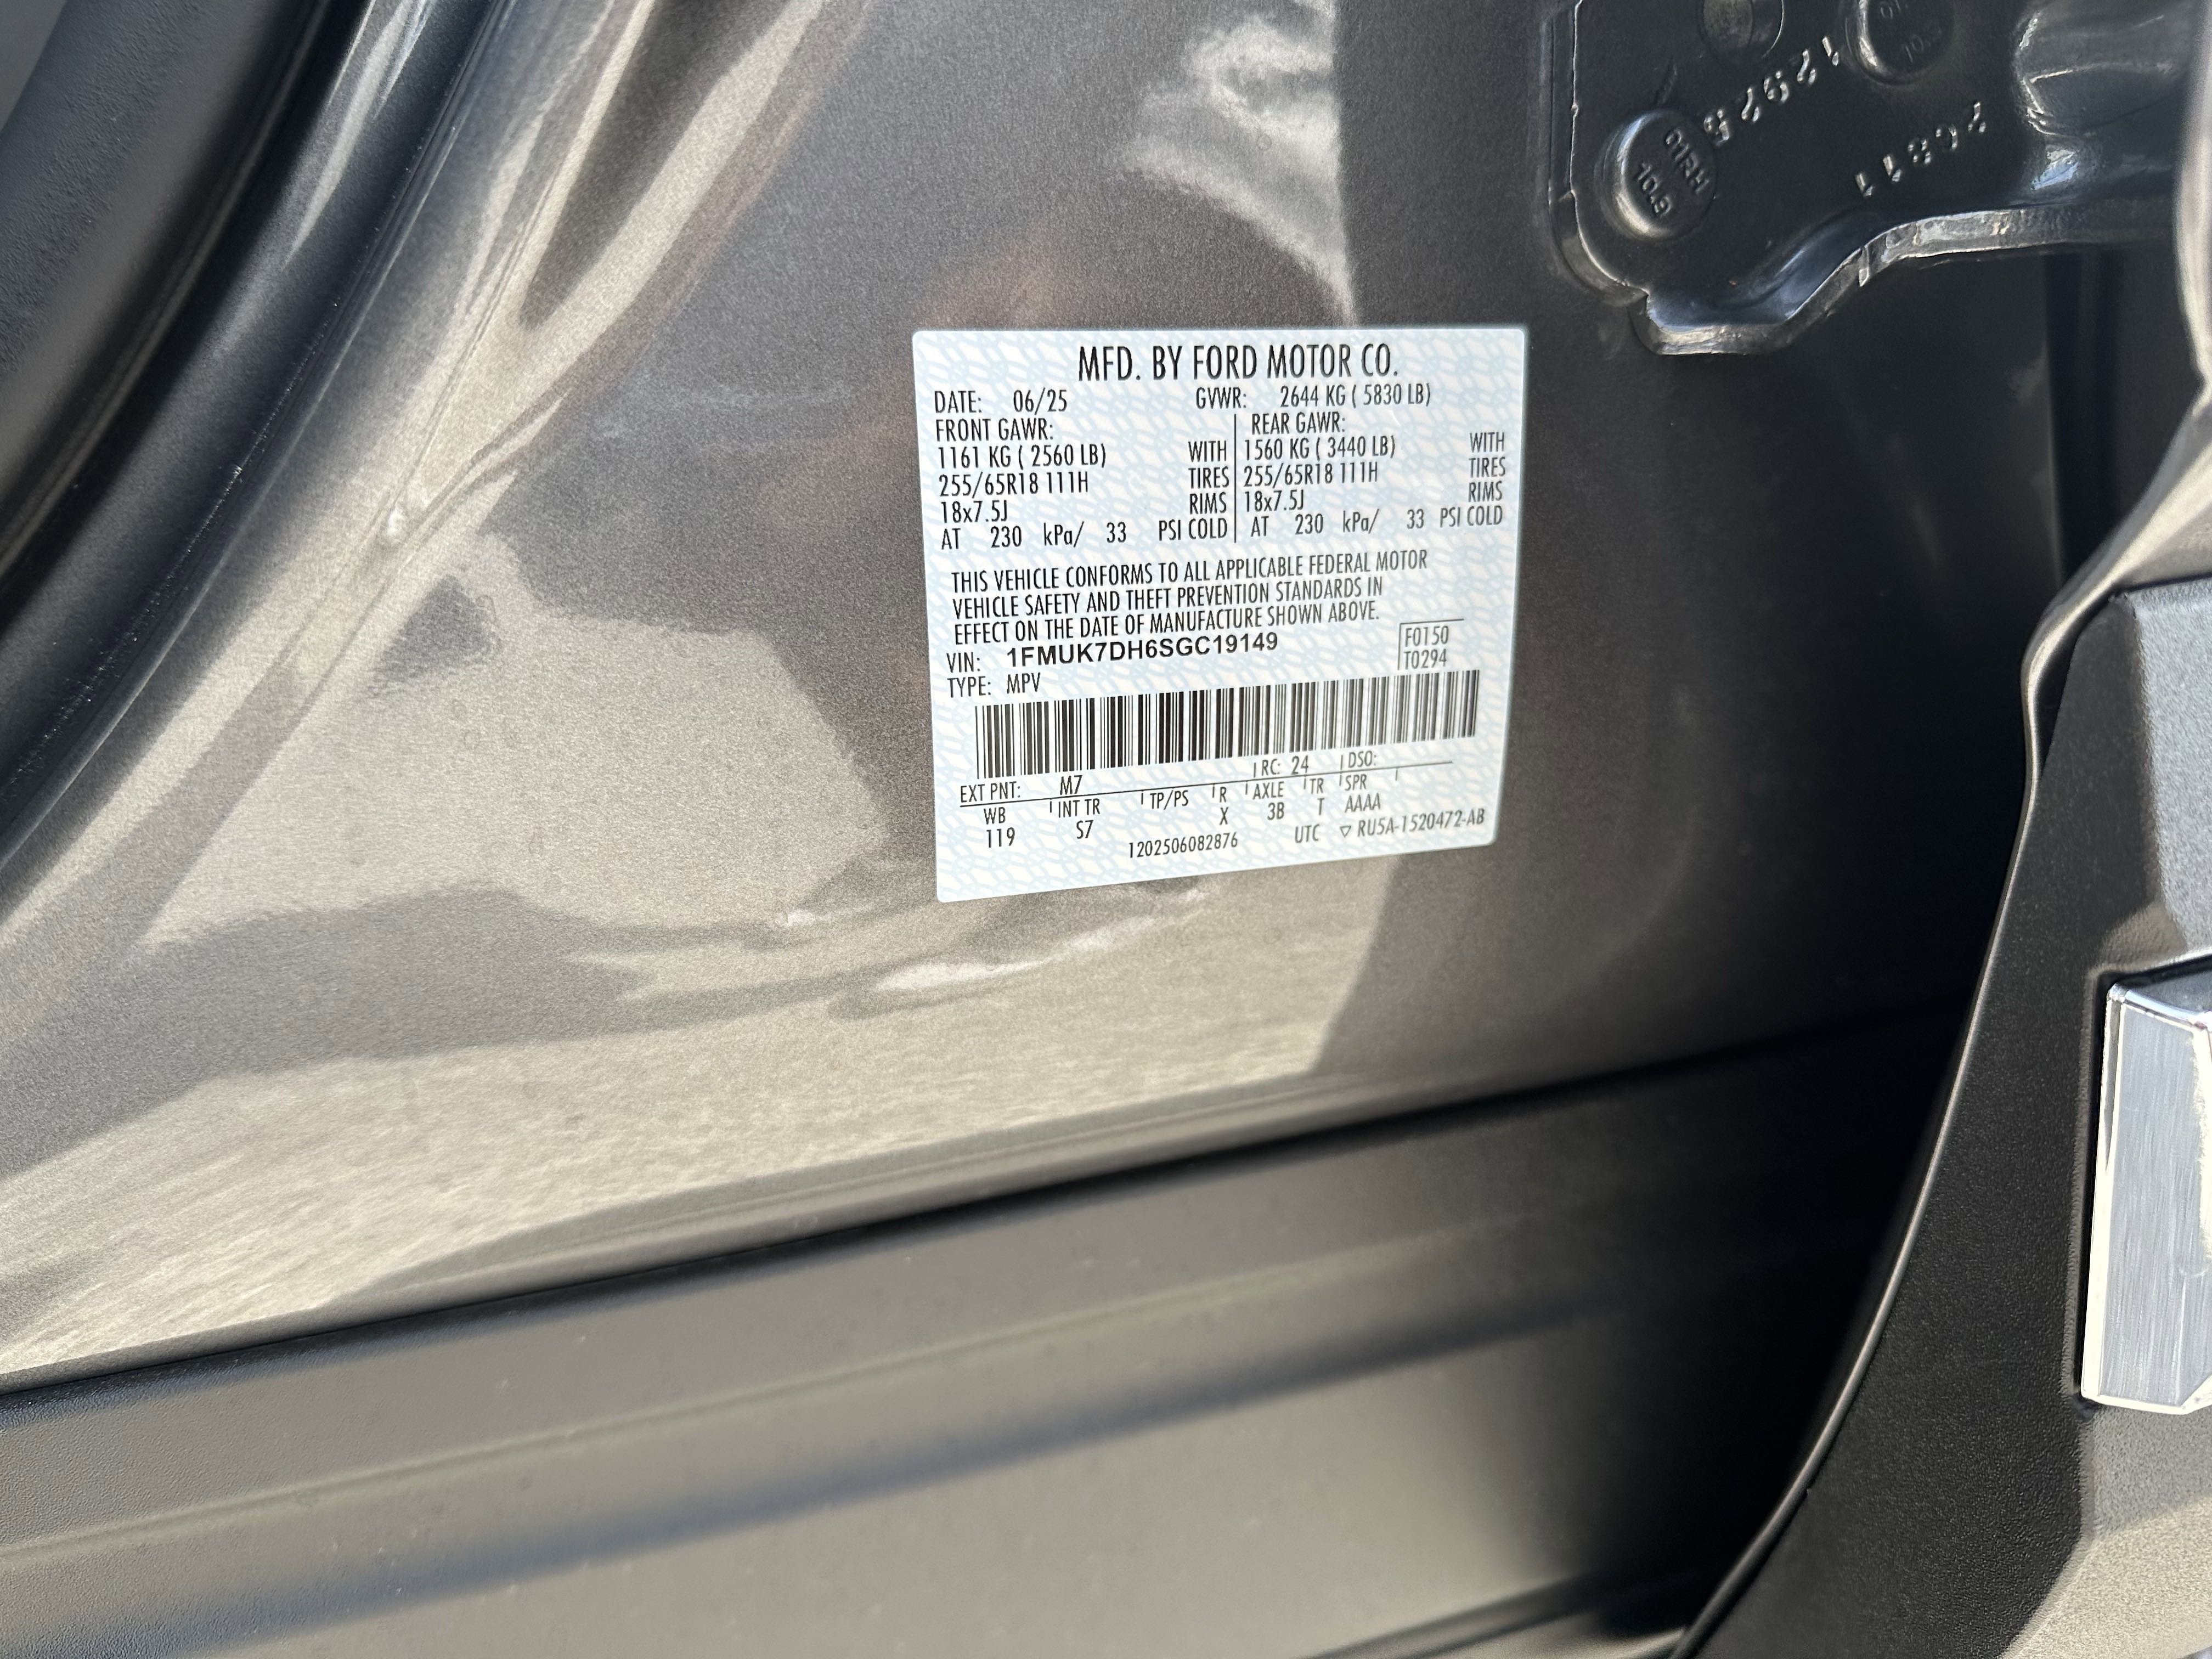 12925
7G311
01RH
10.9
MFD. BY FORD MOTOR CO.
DATE: 06/25 GVWR: 2644 KG ( 5830 LB)
FRONT GAWR: REAR GAWR:
1161 KG ( 2560 LB) WITH 1560 KG ( 3440 LB) WITH
255/65R18 111H TIRES 255/65R18 111H TIRES
18x7.5J RIMS 18x7.5J RIMS
AT 230 kPa/ 33 PSI COLD AT 230 kPa/ 33 PSI COLD
THIS VEHICLE CONFORMS TO ALL APPLICABLE FEDERAL MOTOR
VEHICLE SAFETY AND THEFT PREVENTION STANDARDS IN
EFFECT ON THE DATE OF MANUFACTURE SHOWN ABOVE.
VIN: 1FMUK7DH6SGC19149 F0150
TYPE: MPV T0294
EXT PNT: M7 RC: 24 DSO:
WB INT TR TP/PS R AXLE TR SPR
119 S7 X 3B T AAAA
1202506082876 UTC ▽ RU5A-1520472-AB